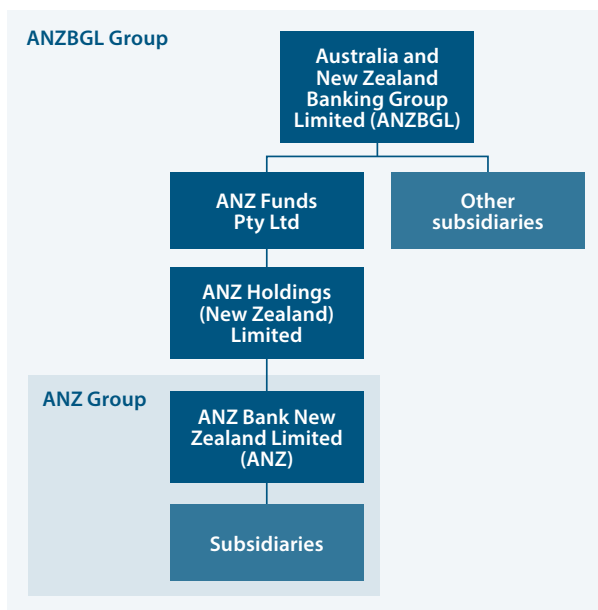 ANZBGL Group
Australia and
New Zealand
Banking Group
Limited (ANZBGL)
ANZ Funds
Pty Ltd
Other
subsidiaries
ANZ Holdings
(New Zealand)
Limited
ANZ Group
ANZ Bank New
Zealand Limited
(ANZ)
Subsidiaries